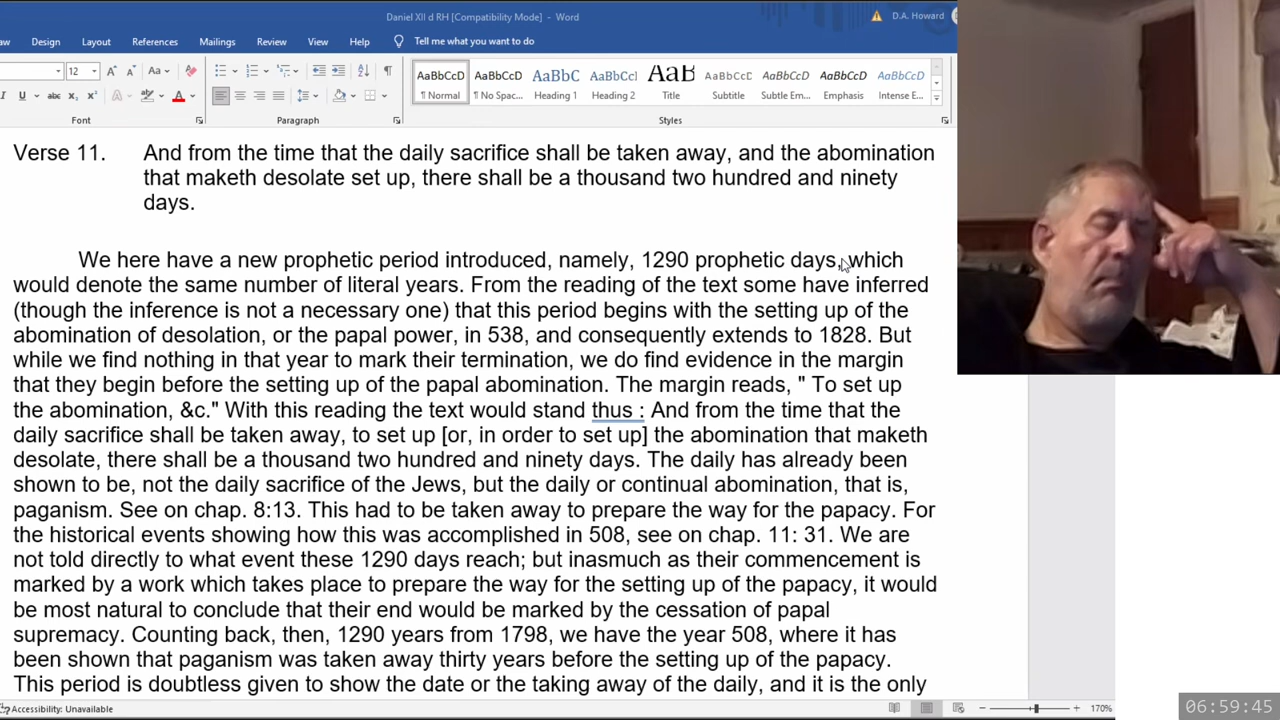 Daniel XII d RH [Compatibility Mode] - Word
D.A. Howard
aw Design Layout References Mailings Review View Help Tell me what you want to do
12
AaBbCcD AaBbCcD AaBbC AaBbCcI AaB AaBbCcD AaBbCcD AaBbCcD AaBbCcD
¶ Normal ¶ No Spac... Heading 1 Heading 2 Title Subtitle Subtle Em... Emphasis Intense E...
Font Paragraph Styles
Verse 11. And from the time that the daily sacrifice shall be taken away, and the abomination
that maketh desolate set up, there shall be a thousand two hundred and ninety
days.
We here have a new prophetic period introduced, namely, 1290 prophetic days, which
would denote the same number of literal years. From the reading of the text some have inferred
(though the inference is not a necessary one) that this period begins with the setting up of the
abomination of desolation, or the papal power, in 538, and consequently extends to 1828. But
while we find nothing in that year to mark their termination, we do find evidence in the margin
that they begin before the setting up of the papal abomination. The margin reads, " To set up
the abomination, &c." With this reading the text would stand thus : And from the time that the
daily sacrifice shall be taken away, to set up [or, in order to set up] the abomination that maketh
desolate, there shall be a thousand two hundred and ninety days. The daily has already been
shown to be, not the daily sacrifice of the Jews, but the daily or continual abomination, that is,
paganism. See on chap. 8:13. This had to be taken away to prepare the way for the papacy. For
the historical events showing how this was accomplished in 508, see on chap. 11: 31. We are
not told directly to what event these 1290 days reach; but inasmuch as their commencement is
marked by a work which takes place to prepare the way for the setting up of the papacy, it would
be most natural to conclude that their end would be marked by the cessation of papal
supremacy. Counting back, then, 1290 years from 1798, we have the year 508, where it has
been shown that paganism was taken away thirty years before the setting up of the papacy.
This period is doubtless given to show the date or the taking away of the daily, and it is the only
Accessibility: Unavailable
170%
06:59:45